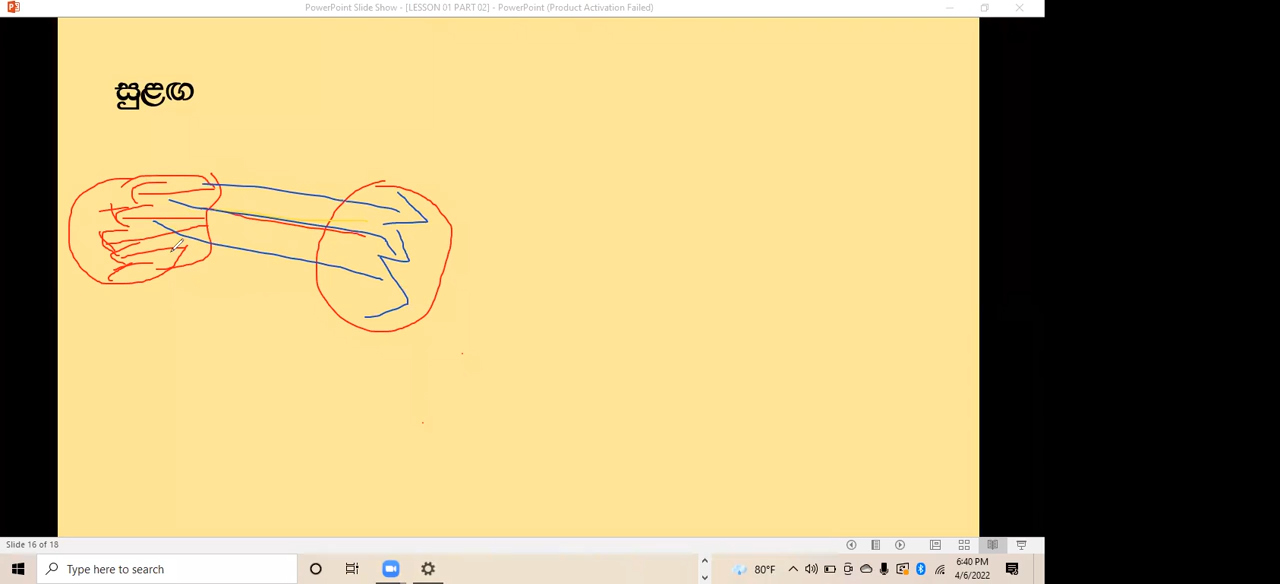 PowerPoint Slide Show - [LESSON 01 PART 02] - PowerPoint (Product Activation Failed)
සුළඟ
Slide 16 of 18
Type here to search
80°F
6:40 PM
4/6/2022